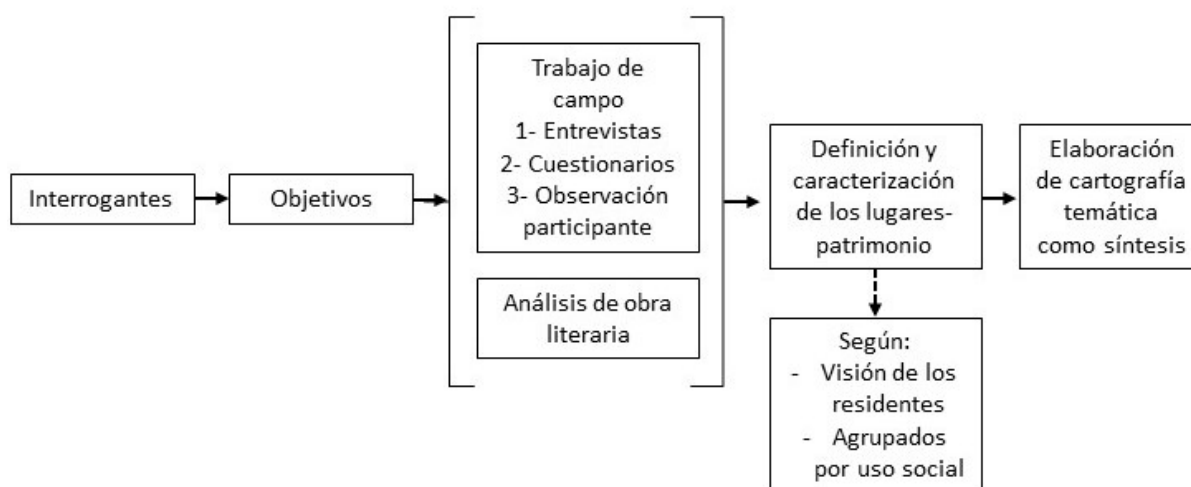 Interrogantes
Objetivos
Trabajo de
campo
1- Entrevistas
2- Cuestionarios
3- Observación
participante
Análisis de obra
literaria
Definición y
caracterización
de los lugares-
patrimonio
Según:
- Visión de los
residentes
- Agrupados
por uso social
Elaboración
de cartografía
temática
como síntesis